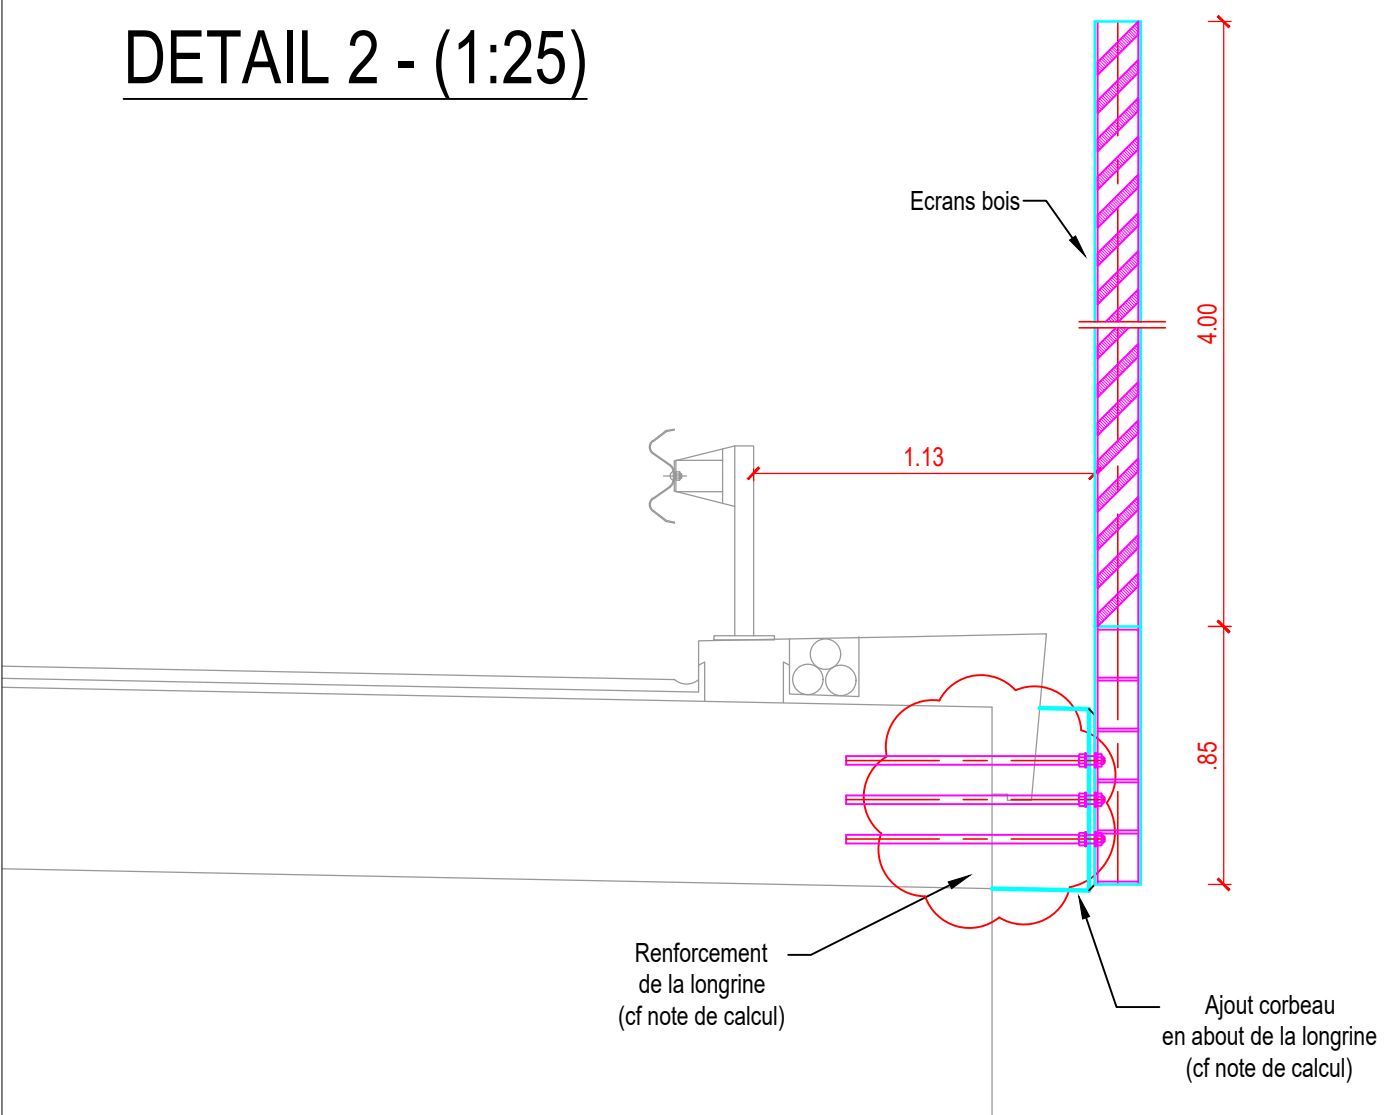 DETAIL 2 - (1:25)
Ecrans bois
4.00
1.13
.85
Renforcement
de la longrine
(cf note de calcul)
Ajout corbeau
en about de la longrine
(cf note de calcul)